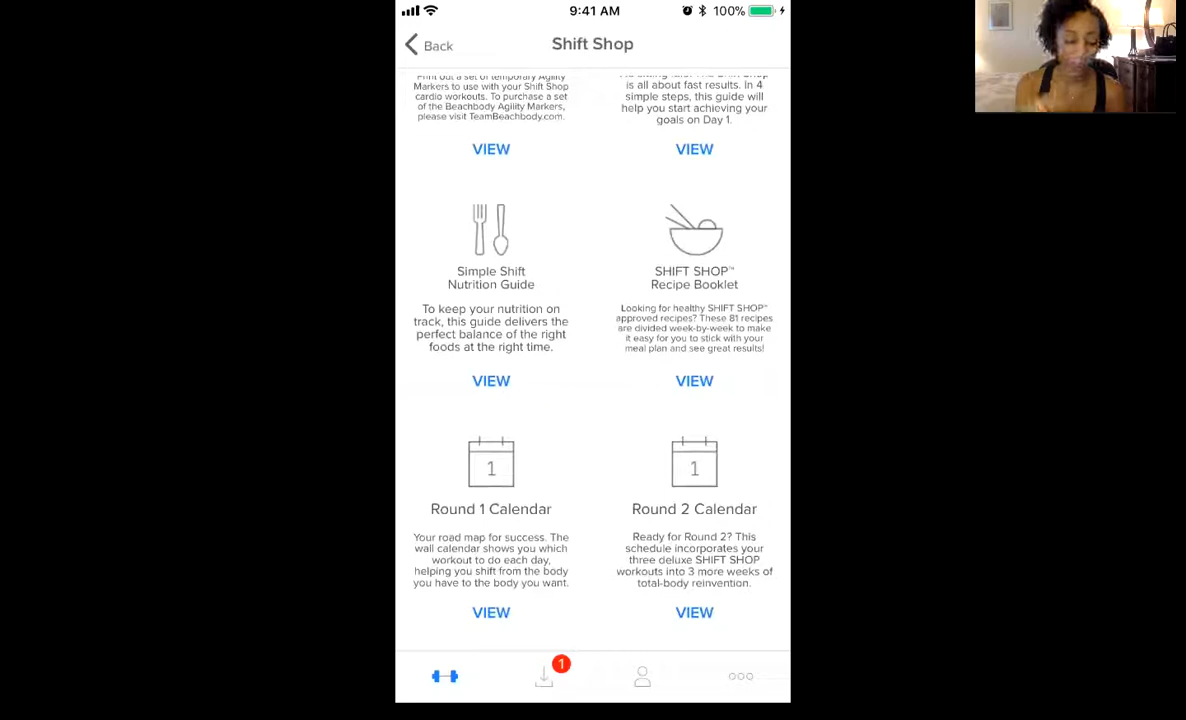 9:41 AM
100%
Back
Shift Shop
Print out a set of temporary Agility
Markers to use with your Shift Shop
cardio workouts. To purchase a set
of the Beachbody Agility Markers,
please visit TeamBeachbody.com.
VIEW
is all about fast results. In 4
simple steps, this guide will
help you start achieving your
goals on Day 1.
VIEW
Simple Shift
Nutrition Guide
To keep your nutrition on
track, this guide delivers the
perfect balance of the right
foods at the right time.
VIEW
SHIFT SHOP™
Recipe Booklet
Looking for healthy SHIFT SHOP™
approved recipes? These 81 recipes
are divided week-by-week to make
it easy for you to stick with your
meal plan and see great results!
VIEW
1
Round 1 Calendar
Your road map for success. The
wall calendar shows you which
workout to do each day,
helping you shift from the body
you have to the body you want.
VIEW
1
Round 2 Calendar
Ready for Round 2? This
schedule incorporates your
three deluxe SHIFT SHOP
workouts into 3 more weeks of
total-body reinvention.
VIEW
1